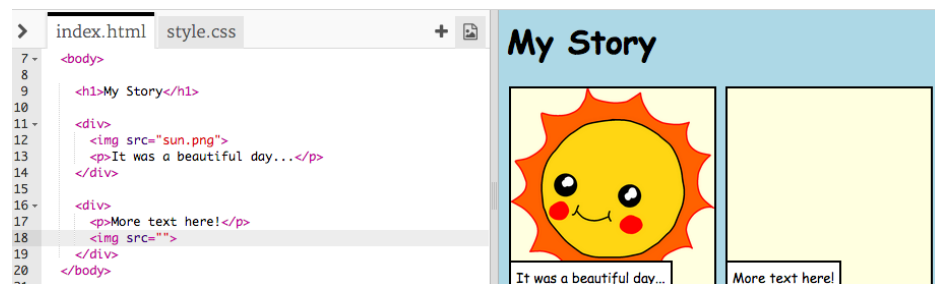 index.html style.css
7 <body>
8
9 <h1>My Story</h1>
10
11 <div>
12 <img src="sun.png">
13 <p>It was a beautiful day...</p>
14 </div>
15
16 <div>
17 <p>More text here!</p>
18 <img src="">
19 </div>
20 </body>
My Story
It was a beautiful day...
More text here!